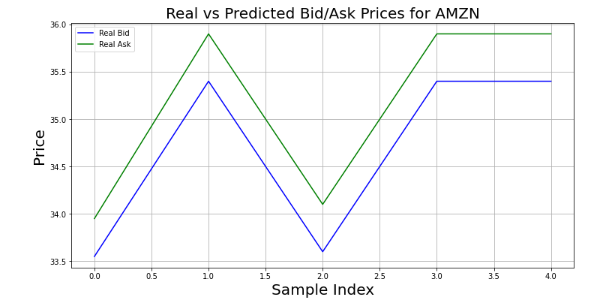 Real vs Predicted Bid/Ask Prices for AMZN
Real Bid
Real Ask
Price
36.0
35.5
35.0
34.5
34.0
33.5
0.0 0.5 1.0 1.5 2.0 2.5 3.0 3.5 4.0
Sample Index